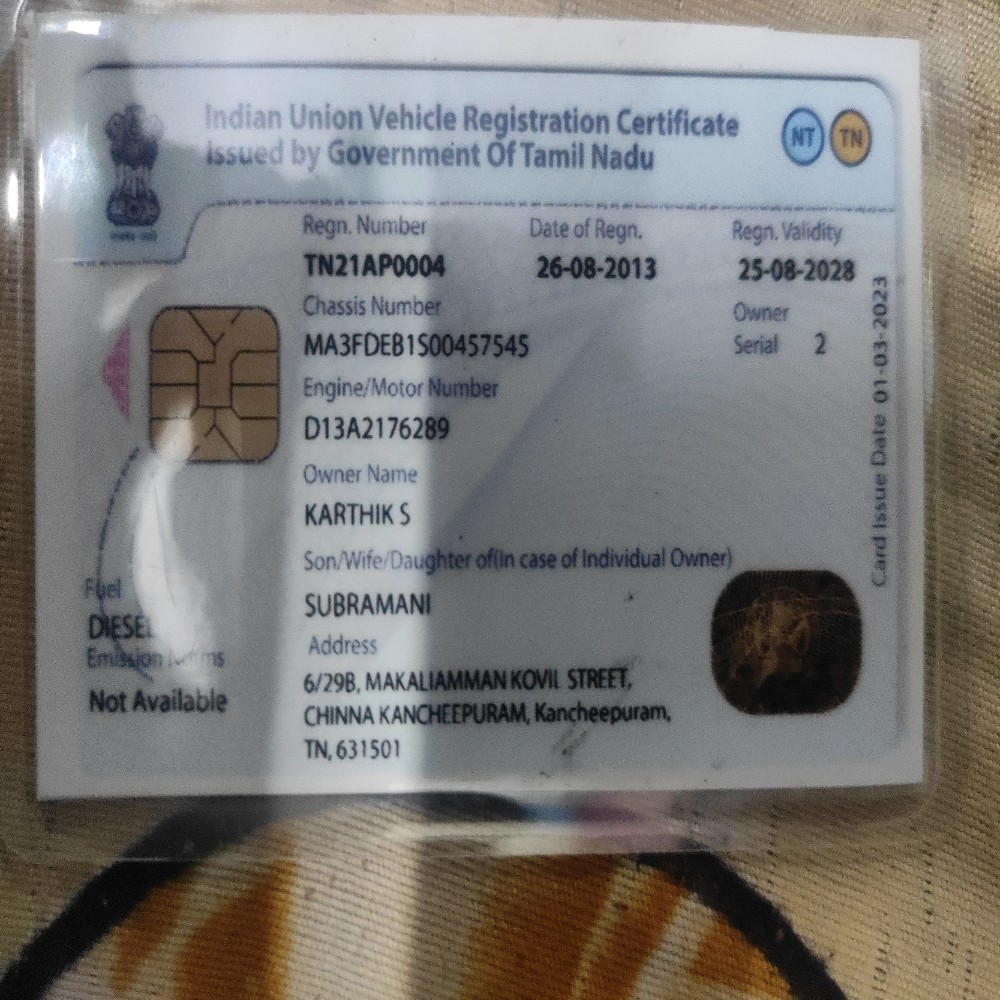 Indian Union Vehicle Registration Certificate
Issued by Government Of Tamil Nadu
NT TN
Regn. Number Date of Regn. Regn. Validity
TN21AP0004 26-08-2013 25-08-2028
Chassis Number
Owner
MA3FDEB1S00457545
Serial 2
Engine/Motor Number
D13A2176289
Owner Name
KARTHIK S
Son/Wife/Daughter of(In case of Individual Owner)
SUBRAMANI
Fuel
DIESEL
Emission Norms
Not Available
Address
6/29B, MAKALIAMMAN KOVIL STREET,
CHINNA KANCHEEPURAM, Kancheepuram,
TN, 631501
Card Issue Date 01-03-2023